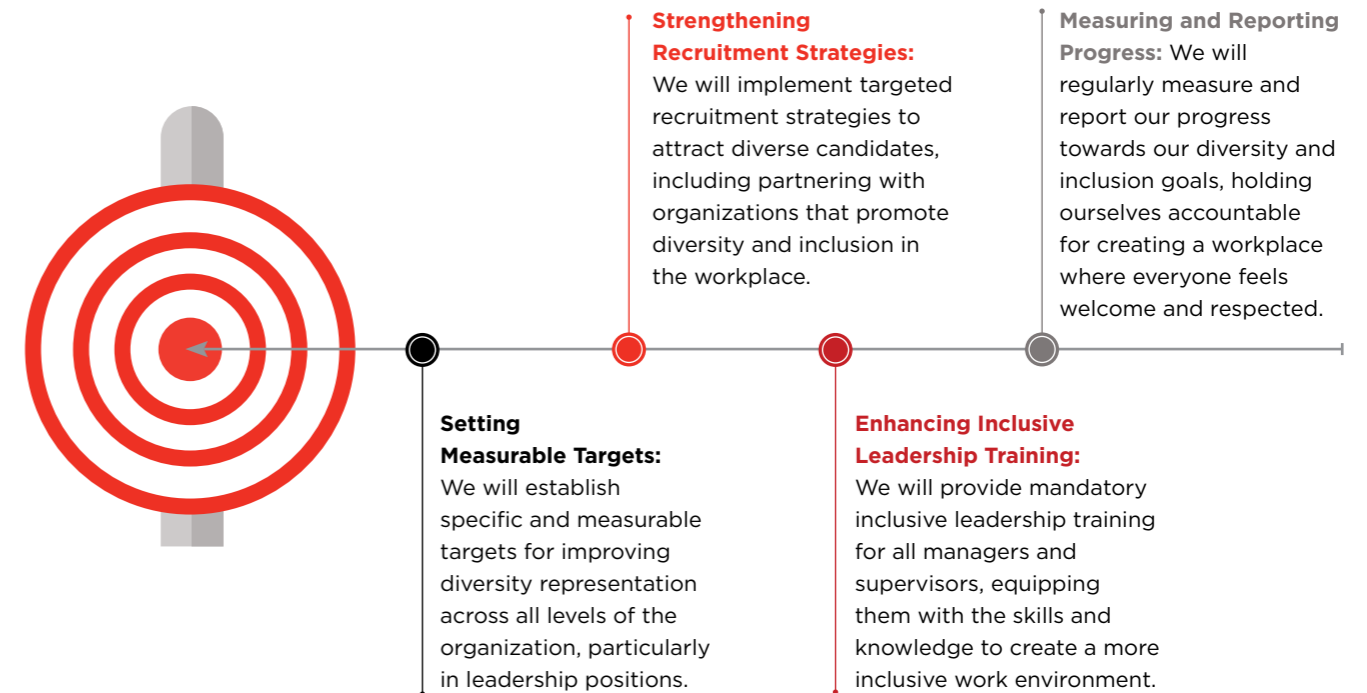 Strengthening
Recruitment Strategies:
We will implement targeted
recruitment strategies to
attract diverse candidates,
including partnering with
organizations that promote
diversity and inclusion in
the workplace.
Measuring and Reporting
Progress: We will
regularly measure and
report our progress
towards our diversity and
inclusion goals, holding
ourselves accountable
for creating a workplace
where everyone feels
welcome and respected.
Setting
Measurable Targets:
We will establish
specific and measurable
targets for improving
diversity representation
across all levels of the
organization, particularly
in leadership positions.
Enhancing Inclusive
Leadership Training:
We will provide mandatory
inclusive leadership training
for all managers and
supervisors, equipping
them with the skills and
knowledge to create a more
inclusive work environment.